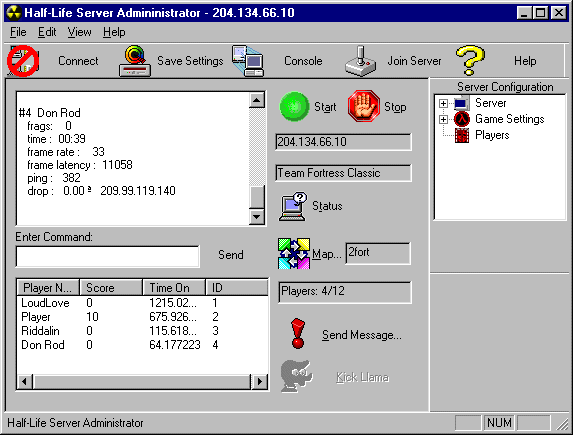 Half-Life Server Admininistrator - 204.134.66.10
File Edit View Help
Connect Save Settings Console Join Server Help
#4 Don Rod
frags: 0
time : 00:39
frame rate : 33
frame latency : 11058
ping : 382
drop : 0.00 ª 209.99.119.140
Enter Command:
Send
Player N... Score Time On ID
LoudLove 0 1215.02... 1
Player 10 675.926... 2
Riddalin 0 115.618... 3
Don Rod 0 64.177223 4
Start Stop
204.134.66.10
Team Fortress Classic
Status
Map... 2fort
Players: 4/12
Send Message...
Kick Llama
Server Configuration
Server
Game Settings
Players
Half-Life Server Administrator
NUM